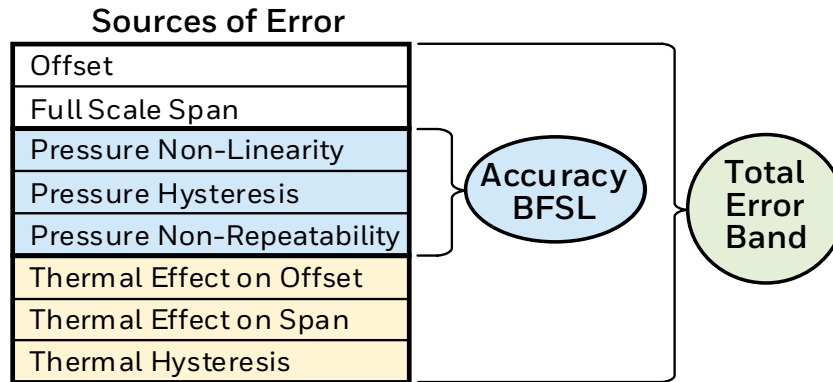 Sources of Error
Offset
Full Scale Span
Pressure Non-Linearity
Pressure Hysteresis
Pressure Non-Repeatability
Thermal Effect on Offset
Thermal Effect on Span
Thermal Hysteresis
Accuracy
BFSL
Total
Error
Band